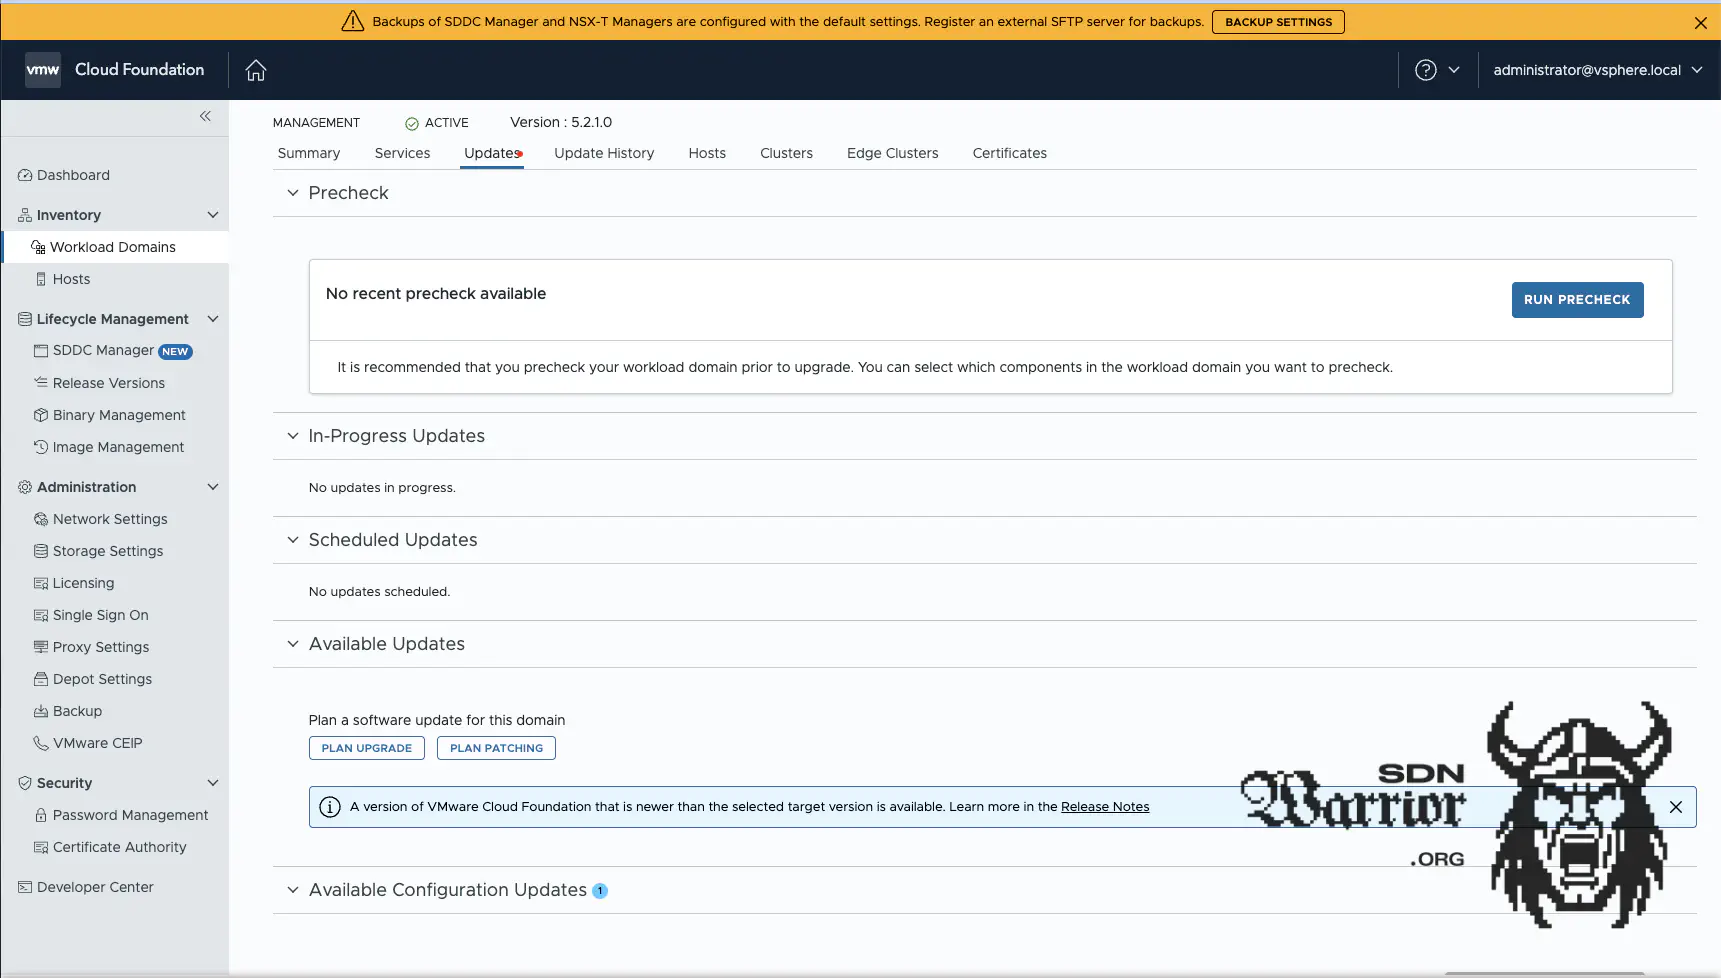 Backups of SDDC Manager and NSX-T Managers are configured with the default settings. Register an external SFTP server for backups. BACKUP SETTINGS
vmw Cloud Foundation
administrator@vsphere.local
MANAGEMENT ACTIVE Version : 5.2.1.0
Summary Services Updates Update History Hosts Clusters Edge Clusters Certificates
Dashboard
Inventory
Workload Domains
Hosts
Lifecycle Management
SDDC Manager NEW
Release Versions
Binary Management
Image Management
Administration
Network Settings
Storage Settings
Licensing
Single Sign On
Proxy Settings
Depot Settings
Backup
VMware CEIP
Security
Password Management
Certificate Authority
Developer Center
Precheck
No recent precheck available
RUN PRECHECK
It is recommended that you precheck your workload domain prior to upgrade. You can select which components in the workload domain you want to precheck.
In-Progress Updates
No updates in progress.
Scheduled Updates
No updates scheduled.
Available Updates
Plan a software update for this domain
PLAN UPGRADE PLAN PATCHING
A version of VMware Cloud Foundation that is newer than the selected target version is available. Learn more in the Release Notes
Available Configuration Updates 1
SDN
Warrior
.ORG